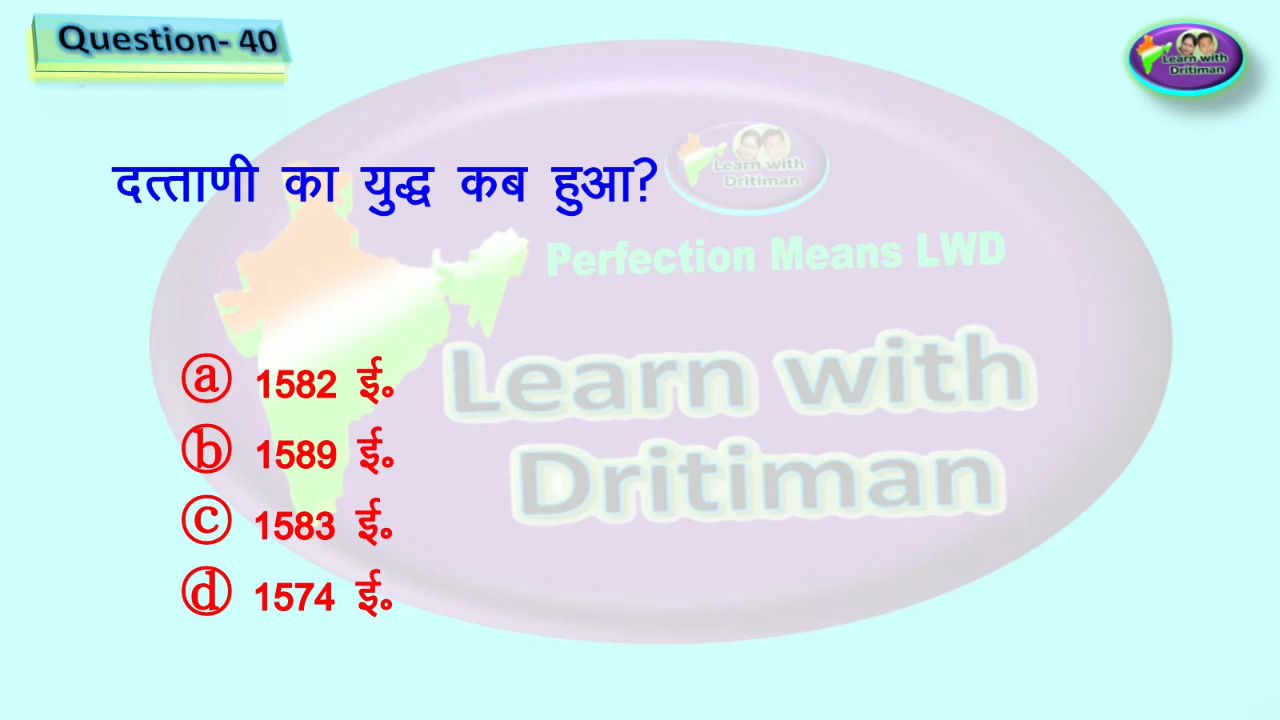 Question- 40
Learn with
Dritiman
दत्ताणी का युद्ध कब हुआ?
Learn with
Dritiman
Perfection Means LWD
Learn with
Dritiman
ⓐ 1582 ई॰
ⓑ 1589 ई॰
ⓒ 1583 ई॰
ⓓ 1574 ई॰